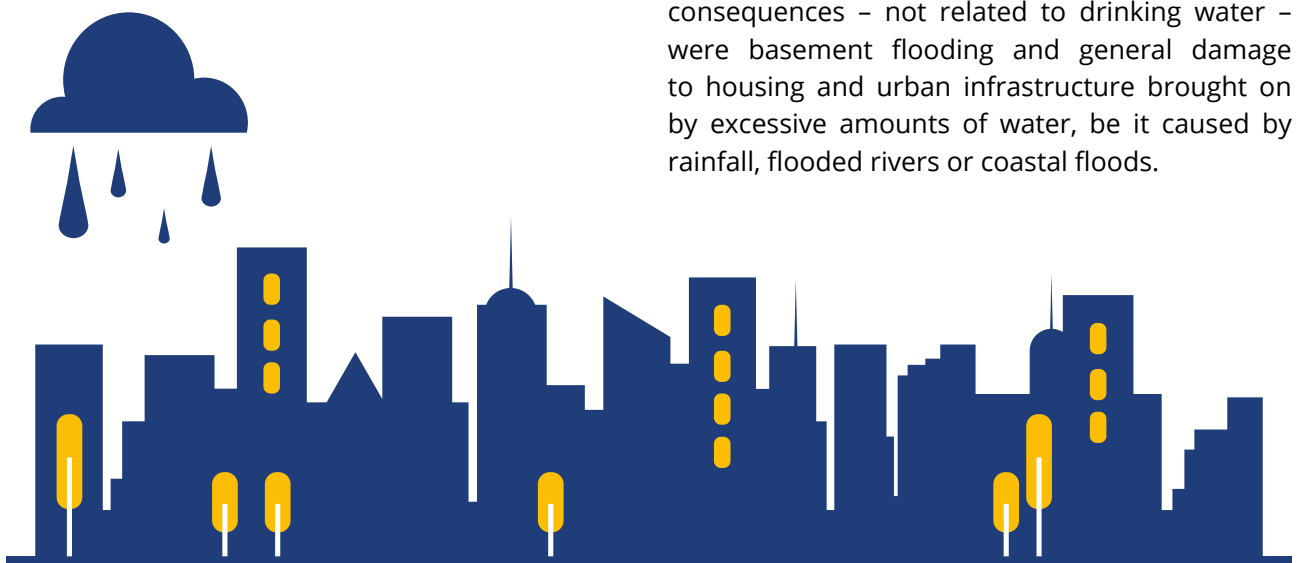 consequences – not related to drinking water –
were basement flooding and general damage
to housing and urban infrastructure brought on
by excessive amounts of water, be it caused by
rainfall, flooded rivers or coastal floods.